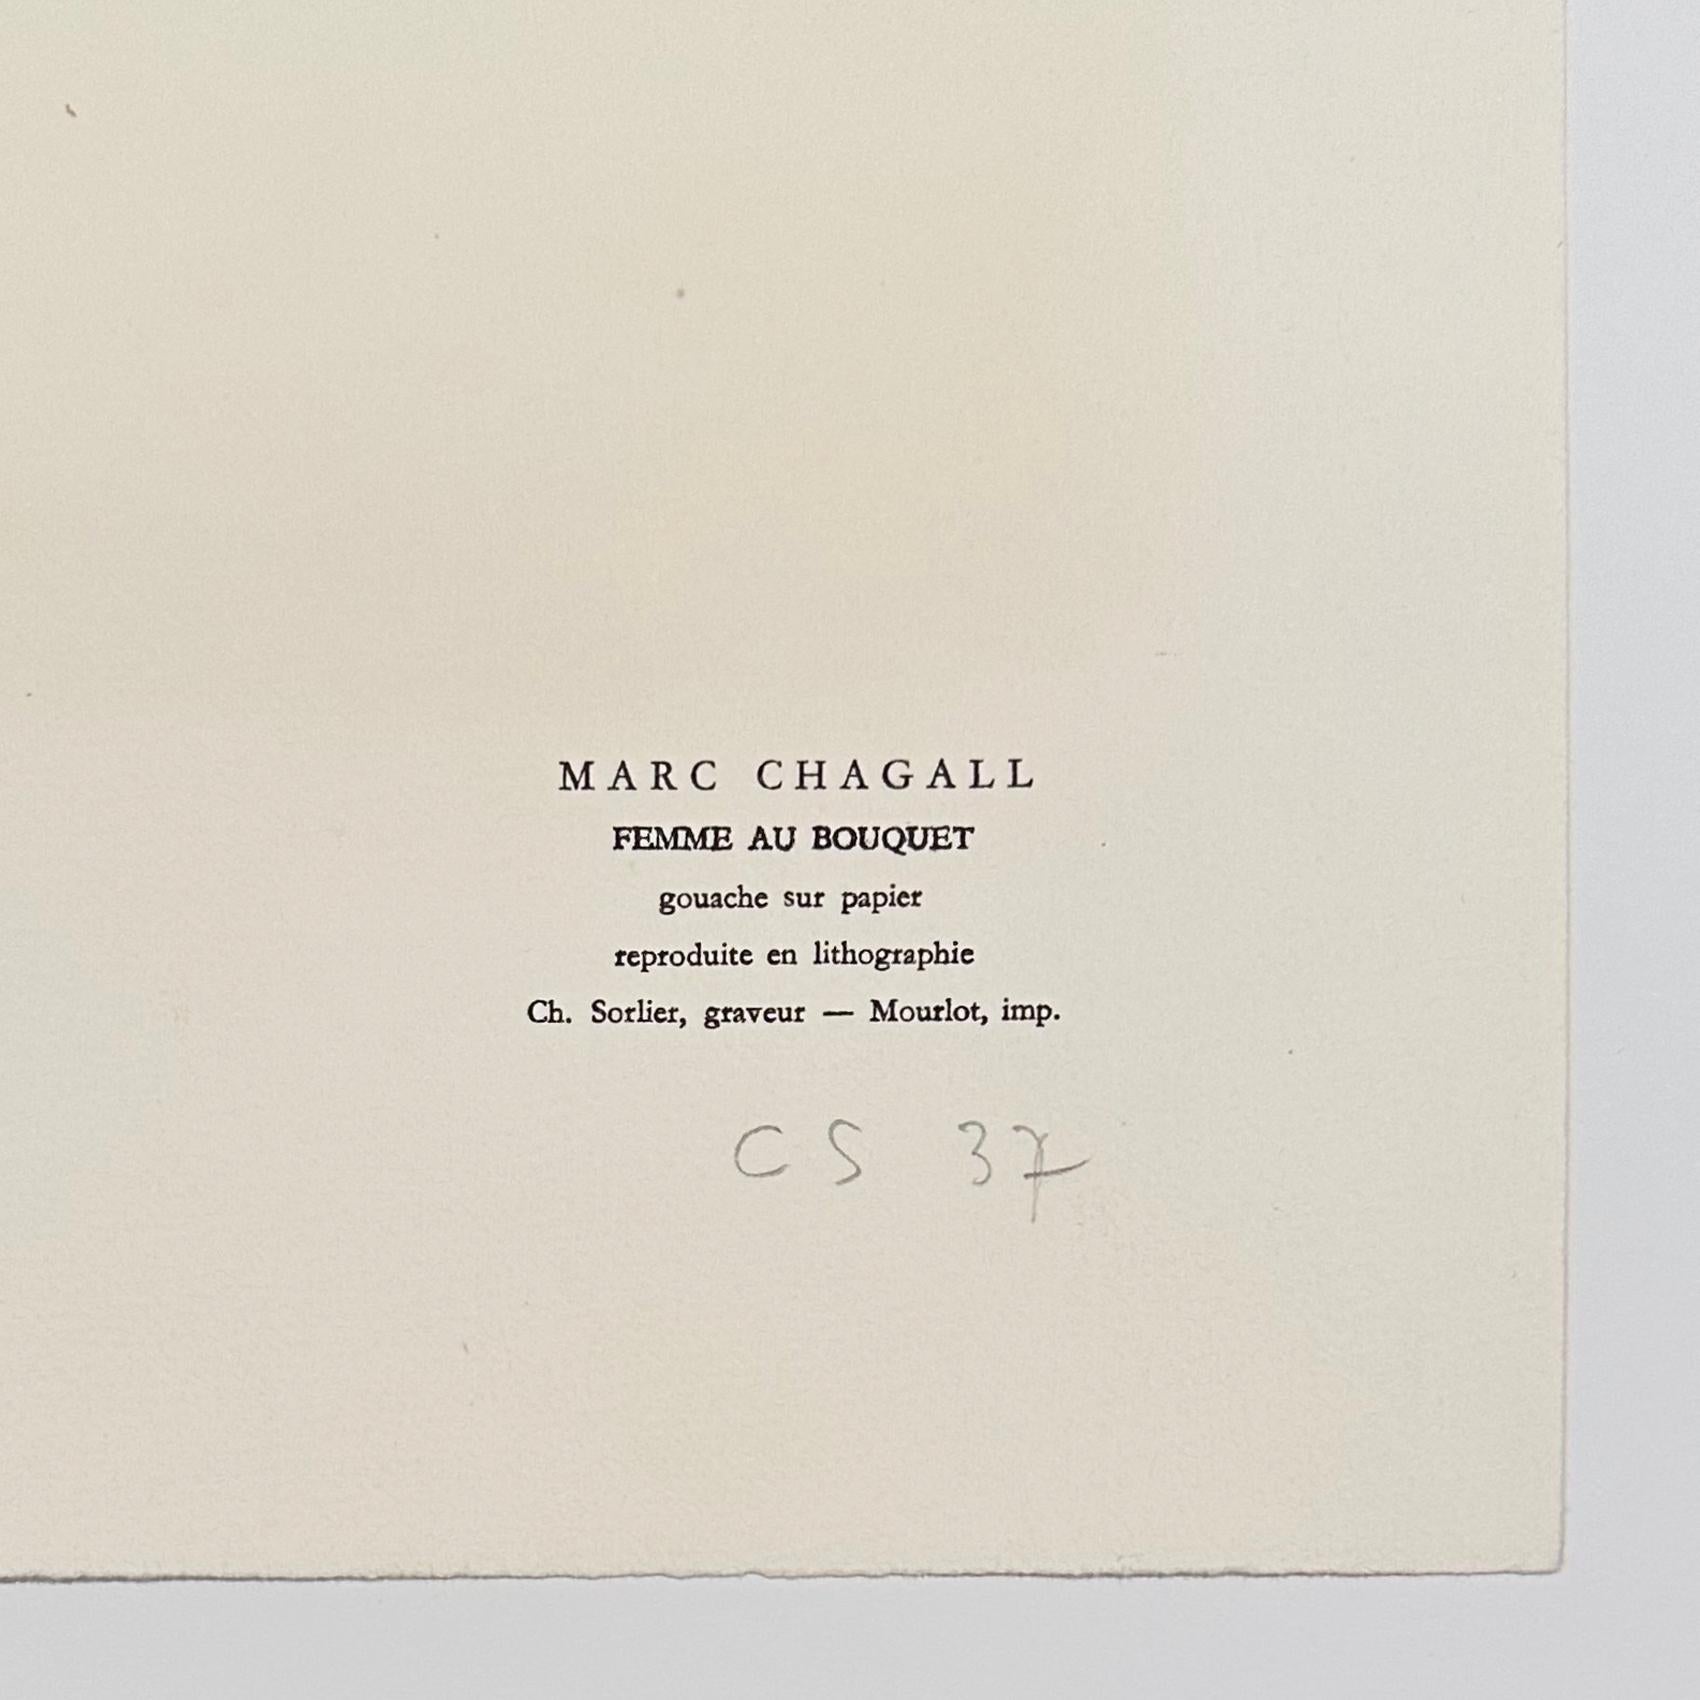 MARC CHAGALL
FEMME AU BOUQUET
gouache sur papier
reproduite en lithographie
Ch. Sorlier, graveur — Mourlot, imp.
CS 37